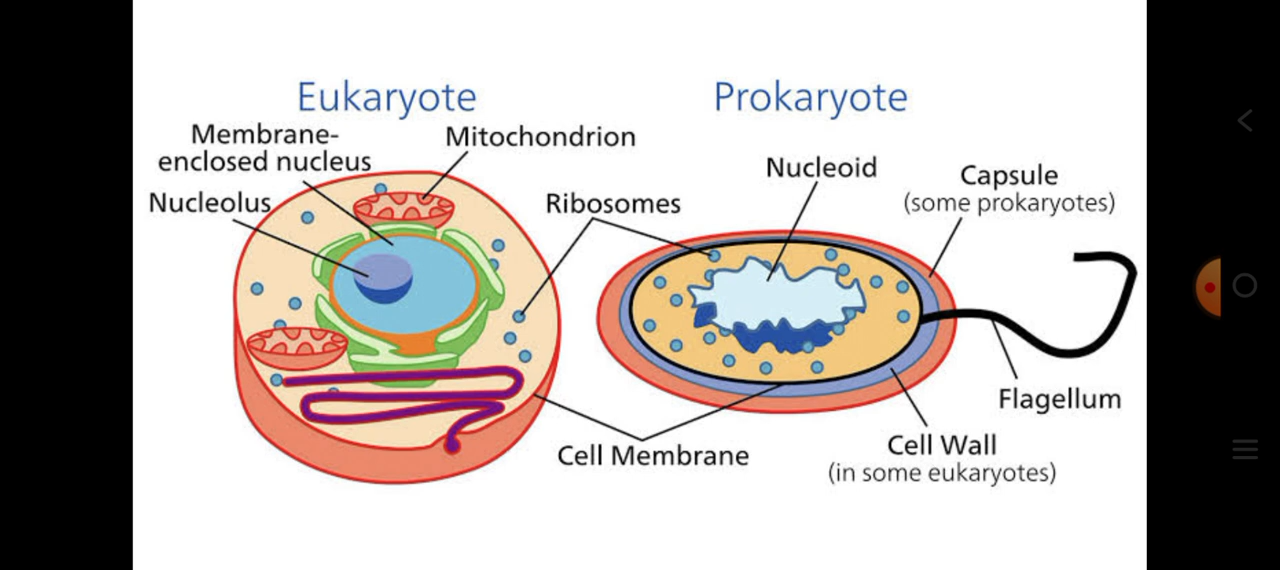 Eukaryote
Prokaryote
Membrane-
enclosed nucleus
Mitochondrion
Nucleolus
Ribosomes
Nucleoid
Capsule
(some prokaryotes)
Flagellum
Cell Membrane
Cell Wall
(in some eukaryotes)